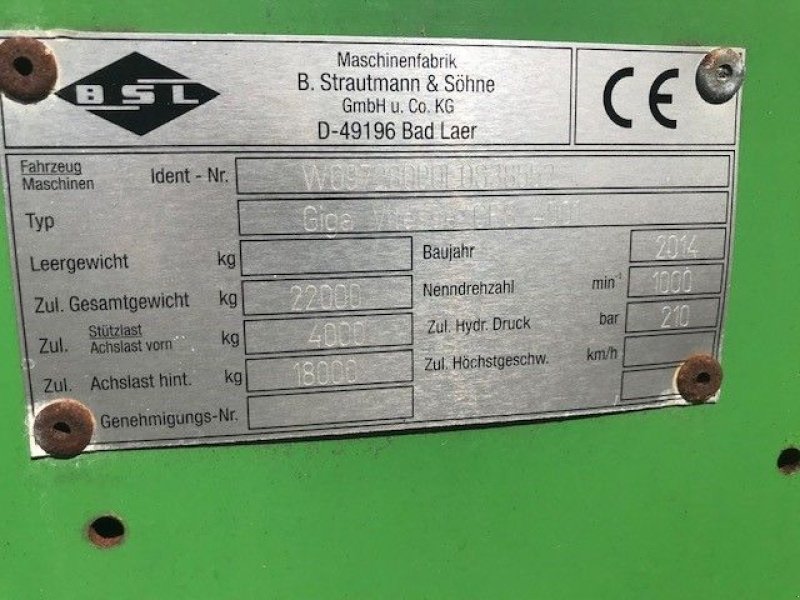 BSL
Maschinenfabrik
B. Strautmann & Söhne
GmbH u. Co. KG
D-49196 Bad Laer
CE
Fahrzeug
Maschinen
Ident - Nr.
Typ Giga
Leergewicht kg
Zul. Gesamtgewicht kg 22000
Zul. Stützlast
Achslast vorn kg 4000
Zul. Achslast hint. kg 18000
Genehmigungs-Nr.
Baujahr 2014
Nenndrehzahl min⁻¹ 1000
Zul. Hydr. Druck bar 210
Zul. Höchstgeschw. km/h